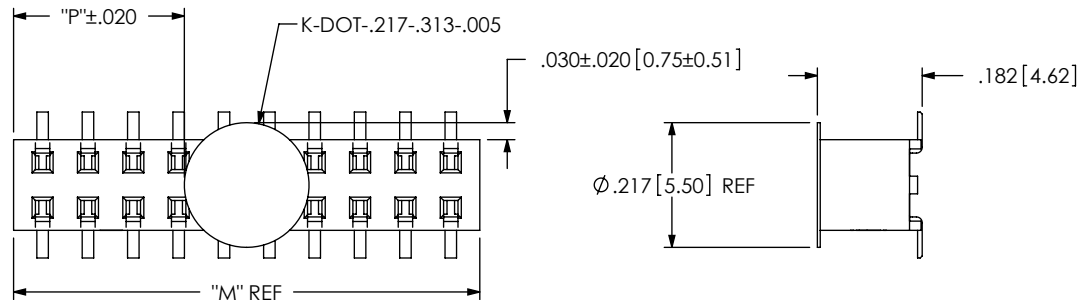 "P"±.020
K-DOT-.217-.313-.005
.030±.020 [0.75±0.51]
.182 [4.62]
Ø.217 [5.50] REF
"M" REF